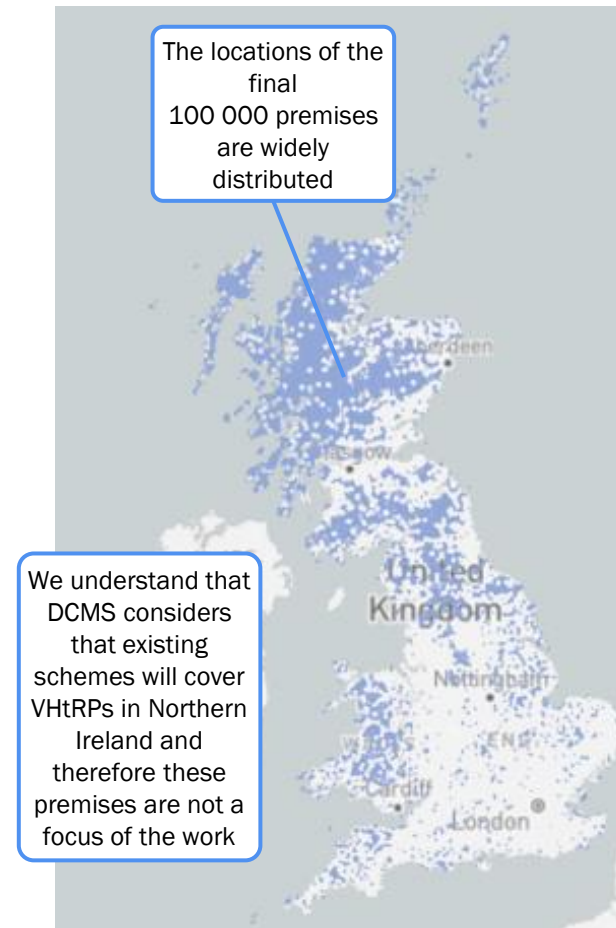 The locations of the
final
100 000 premises
are widely
distributed
Aberdeen
Glasgow
We understand that
DCMS considers
that existing
schemes will cover
VHtRPs in Northern
Ireland and
therefore these
premises are not a
focus of the work
United
Kingdom
Nottingham
WALES
ENG
Cardiff
London